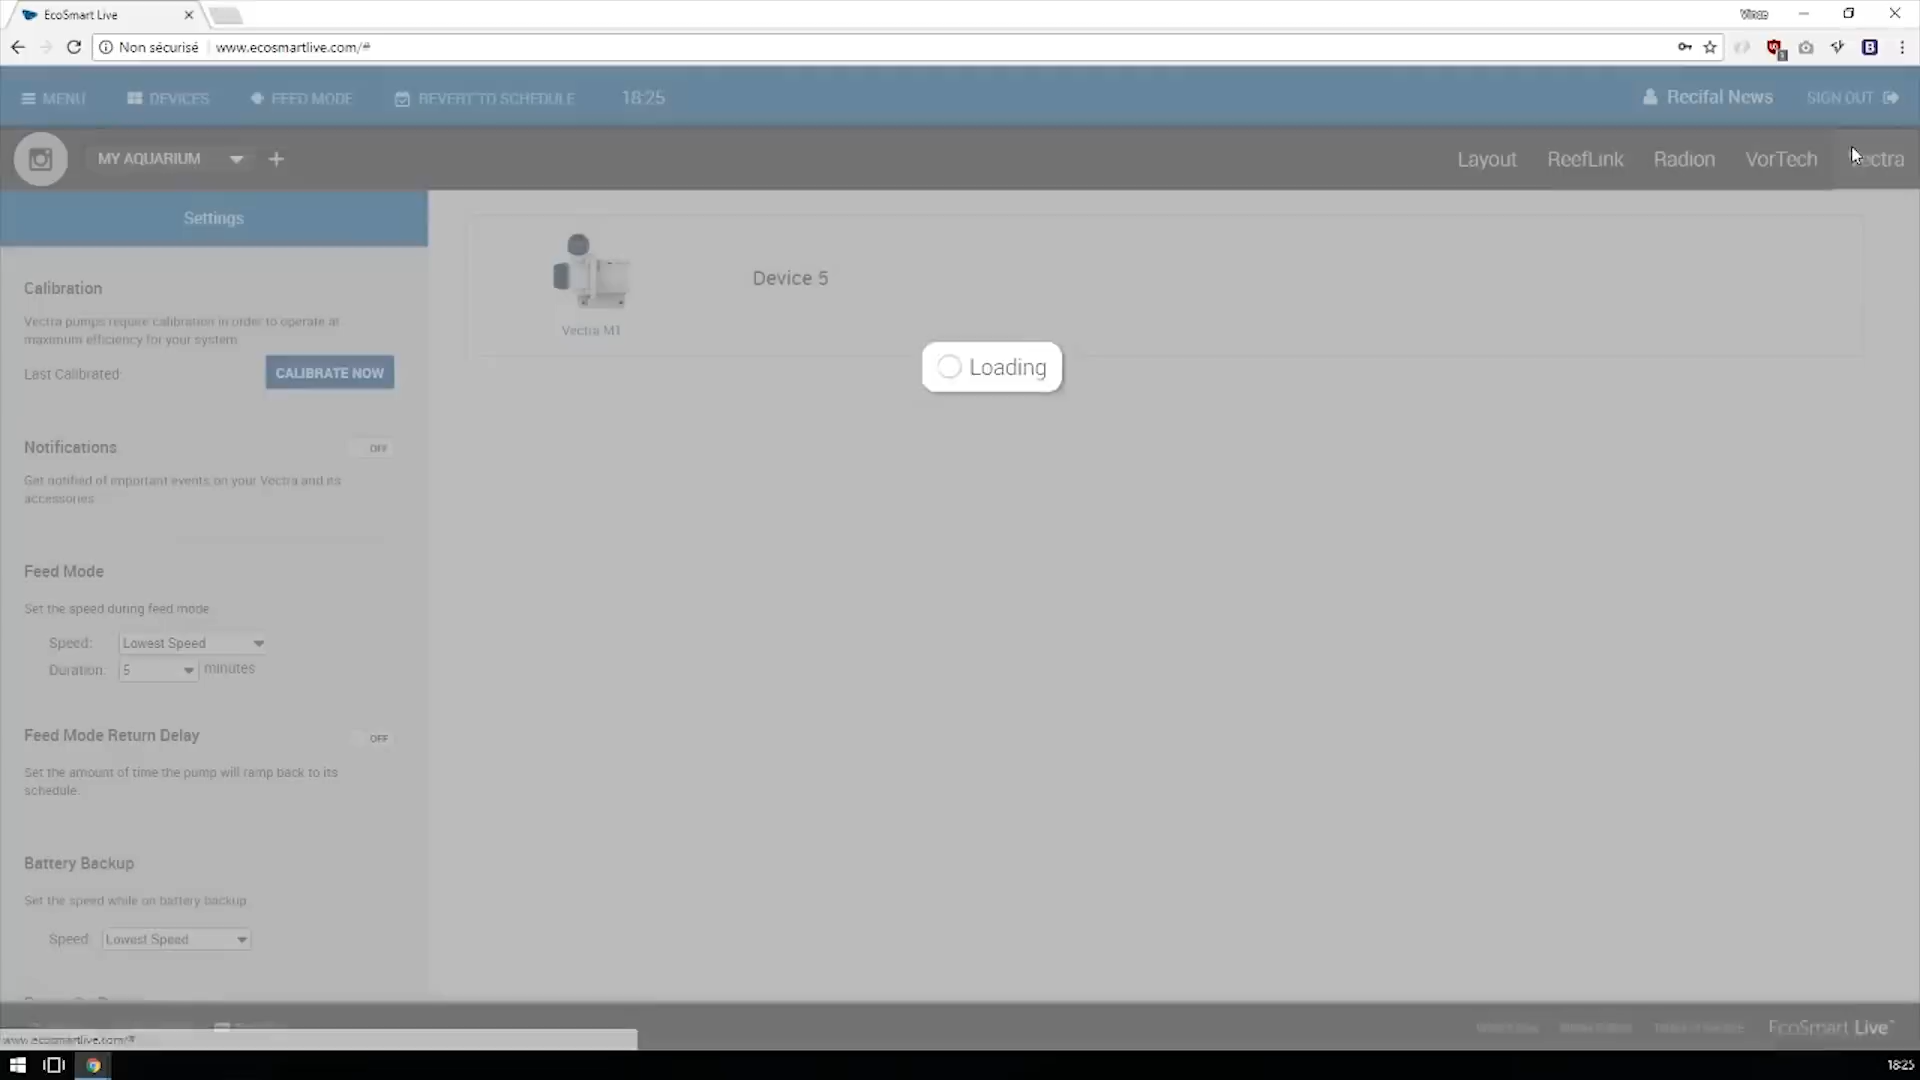 EcoSmart Live
Vince
Non sécurisé
www.ecosmartlive.com/#
MENU
DEVICES
FEED MODE
REVERT TO SCHEDULE
18:25
Recifal News
SIGN OUT
MY AQUARIUM
Layout
ReefLink
Radion
VorTech
ectra
Settings
Calibration
Vectra pumps require calibration in order to operate at
maximum efficiency for your system.
Last Calibrated:
CALIBRATE NOW
Notifications
OFF
Get notified of important events on your Vectra and its
accessories
Feed Mode
Set the speed during feed mode
Speed: Lowest Speed
Duration: 5 minutes
Feed Mode Return Delay
OFF
Set the amount of time the pump will ramp back to its
schedule.
Battery Backup
Set the speed while on battery backup.
Speed: Lowest Speed
Vectra M1
Device 5
Loading
EcoSmart Live
www.ecosmartlive.com/#
18:25